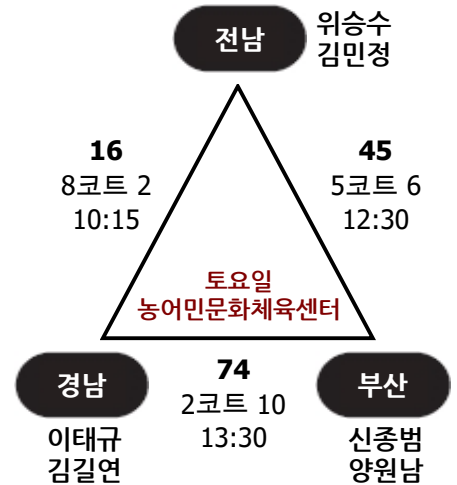 전남
위승수
김민정
16
8코트 2
10:15
45
5코트 6
12:30
토요일
농어민문화체육센터
경남
이태규
김길연
74
2코트 10
13:30
부산
신종범
양원남